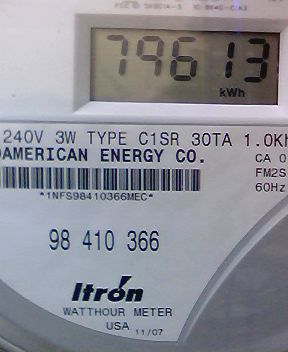 79613
kWh
240V 3W TYPE C1SR 30TA 1.0Kh
AMERICAN ENERGY CO.
CA 0
FM2S
60Hz
*1NFS98410366MEC*
98 410 366
Itron
WATTHOUR METER
USA 11/07